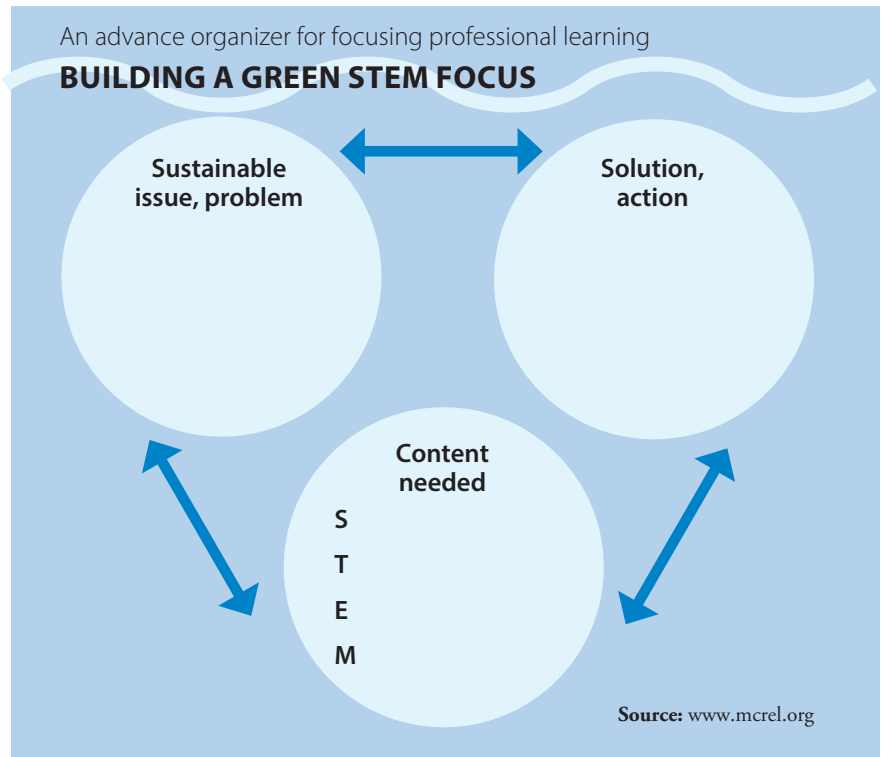 An advance organizer for focusing professional learning
BUILDING A GREEN STEM FOCUS
Sustainable
issue, problem
Solution,
action
Content
needed
S
T
E
M
Source: www.mcrel.org